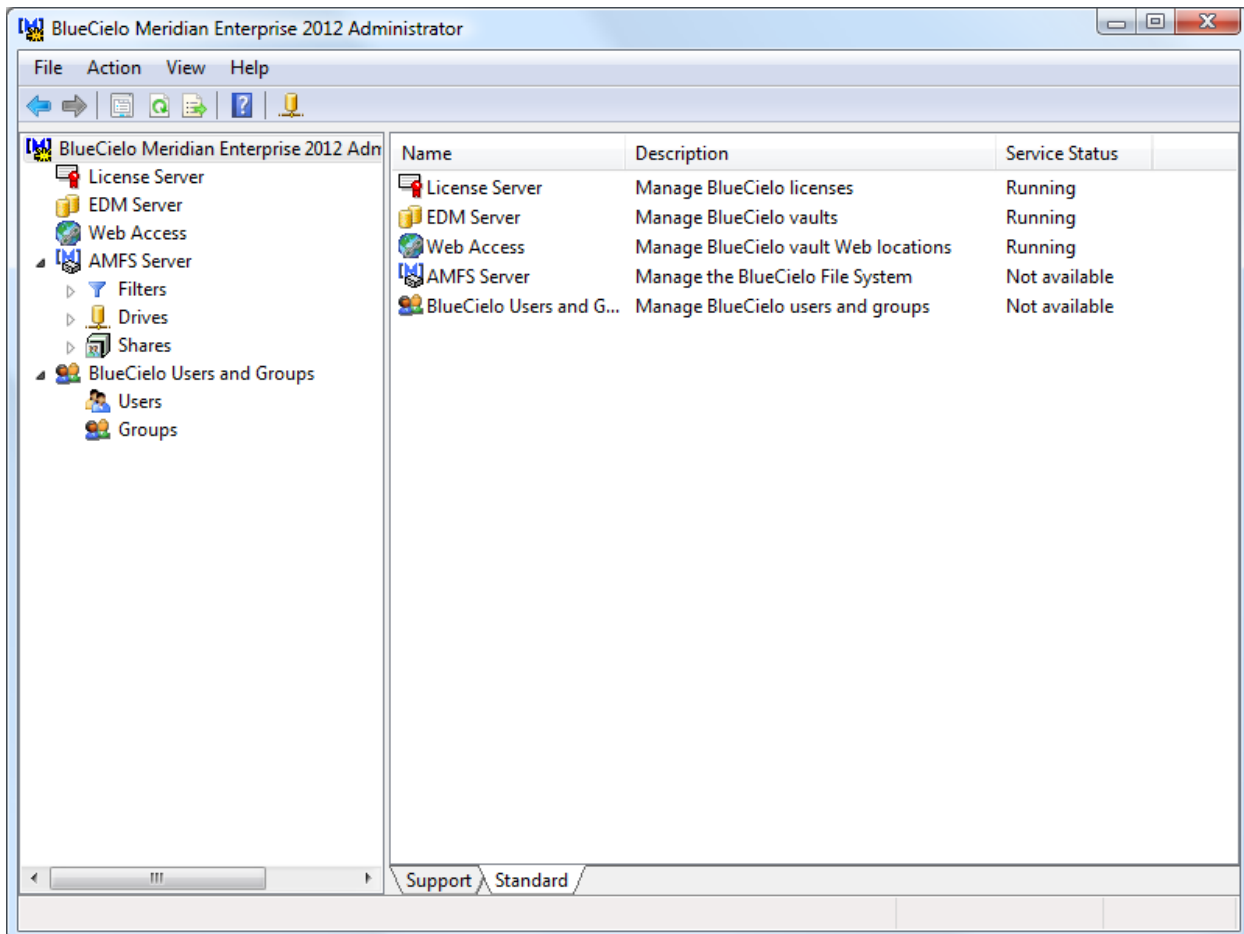 BlueCielo Meridian Enterprise 2012 Administrator
File Action View Help
BlueCielo Meridian Enterprise 2012 Adm
License Server
EDM Server
Web Access
AMFS Server
Filters
Drives
Shares
BlueCielo Users and Groups
Users
Groups
Name Description Service Status
License Server Manage BlueCielo licenses Running
EDM Server Manage BlueCielo vaults Running
Web Access Manage BlueCielo vault Web locations Running
AMFS Server Manage the BlueCielo File System Not available
BlueCielo Users and G... Manage BlueCielo users and groups Not available
Support Standard